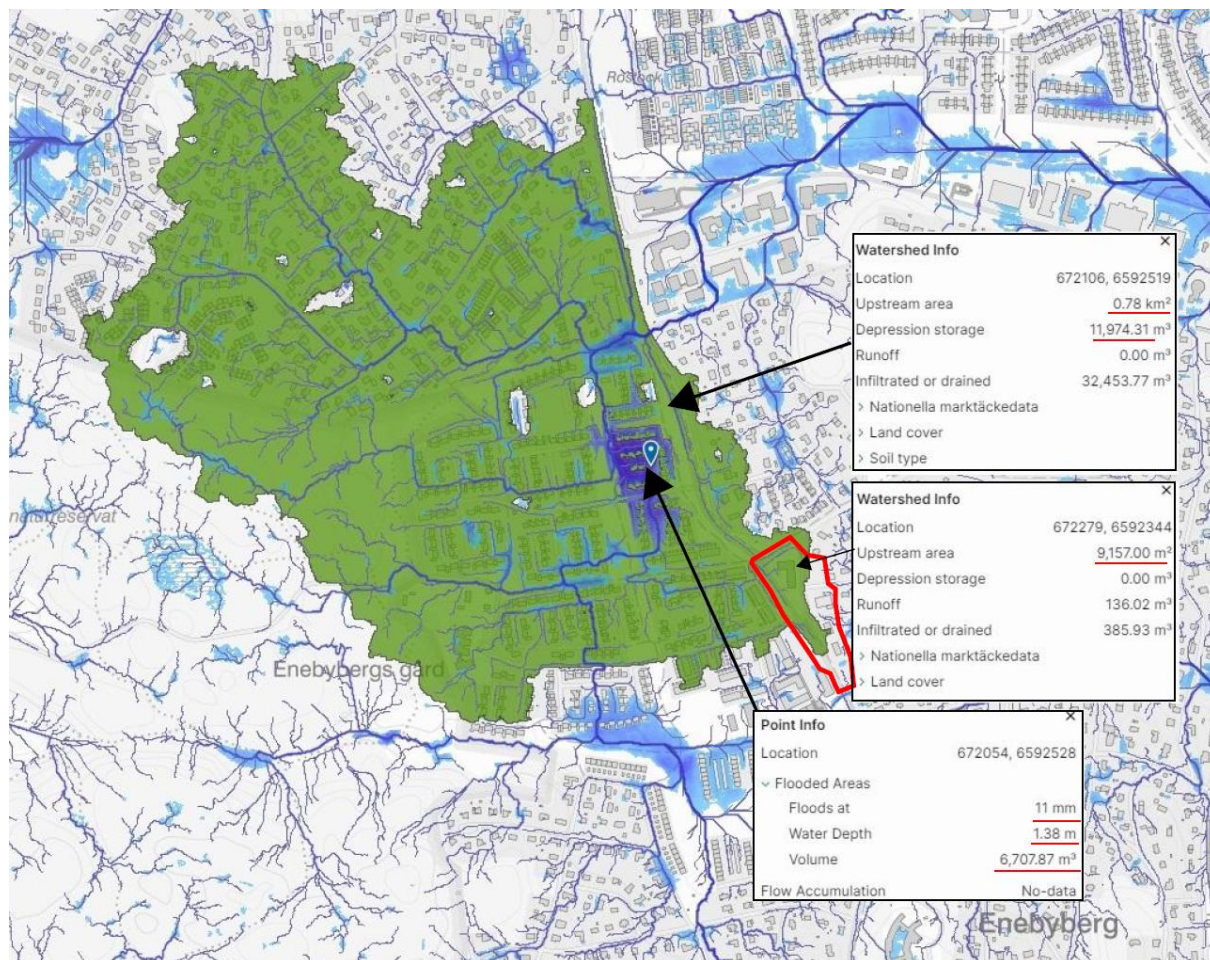 Röstock
Watershed Info
Location 672106, 6592519
Upstream area 0.78 km²
Depression storage 11,974.31 m³
Runoff 0.00 m³
Infiltrated or drained 32,453.77 m³
> Nationella marktäckedata
> Land cover
> Soil type
Watershed Info
Location 672279, 6592344
Upstream area 9,157.00 m²
Depression storage 0.00 m³
Runoff 136.02 m³
Infiltrated or drained 385.93 m³
> Nationella marktäckedata
> Land cover
naturreservat
Enebybergs gård
Point Info
Location 672054, 6592528
Flooded Areas
Floods at 11 mm
Water Depth 1.38 m
Volume 6,707.87 m³
Flow Accumulation No-data
Enebyberg